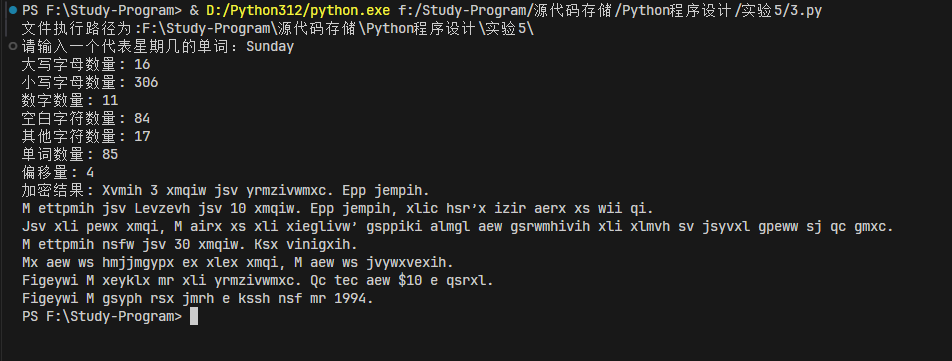 PS F:\Study-Program> & D:/Python312/python.exe f:/Study-Program/源代码存储/Python程序设计/实验5/3.py
文件执行路径为:F:\Study-Program\源代码存储\Python程序设计\实验5\
请输入一个代表星期几的单词：Sunday
大写字母数量：16
小写字母数量：306
数字数量：11
空白字符数量：84
其他字符数量：17
单词数量：85
偏移量：4
加密结果：Xvmih 3 xmqiw jsv yrmzivwmxc. Epp jempih.
M ettpmih jsv Levzevh jsv 10 xmqiw. Epp jempih, xlic hsr’x izir aerx xs wii qi.
Jsv xli pewx xmqi, M airx xs xli xieglivw’ gsppiki almgl aew gsrwmhivih xli xlmvh sv jsyvxl gpeww sj qc gmxc.
M ettpmih nsfw jsv 30 xmqiw. Ksx vinigxih.
Mx aew ws hmjjmgypx ex xlex xmqi, M aew ws jvywxvexih.
Figeywi M xeyklx mr xli yrmzivwmxc. Qc tec aew $10 e qsrxl.
Figeywi M gsyph rsx jmrh e kssh nsf mr 1994.
PS F:\Study-Program>